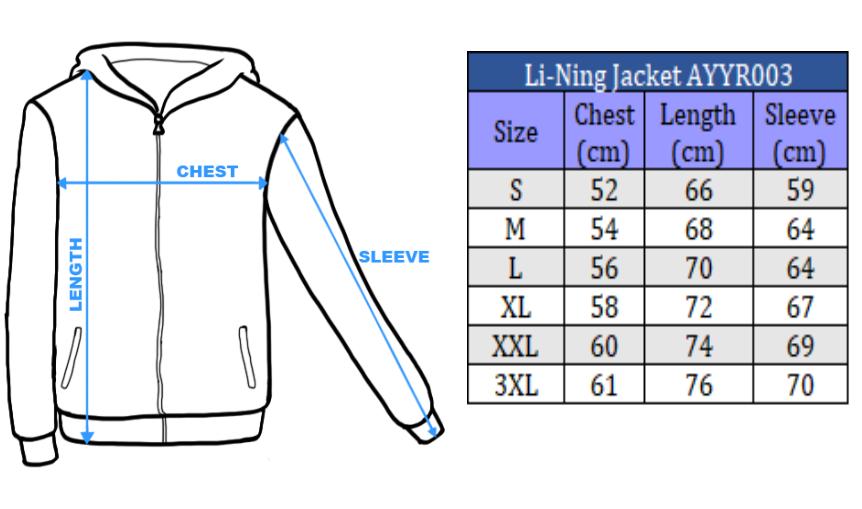 CHEST
LENGTH
SLEEVE
Li-Ning Jacket AYYR003
Size Chest (cm) Length (cm) Sleeve (cm)
S 52 66 59
M 54 68 64
L 56 70 64
XL 58 72 67
XXL 60 74 69
3XL 61 76 70